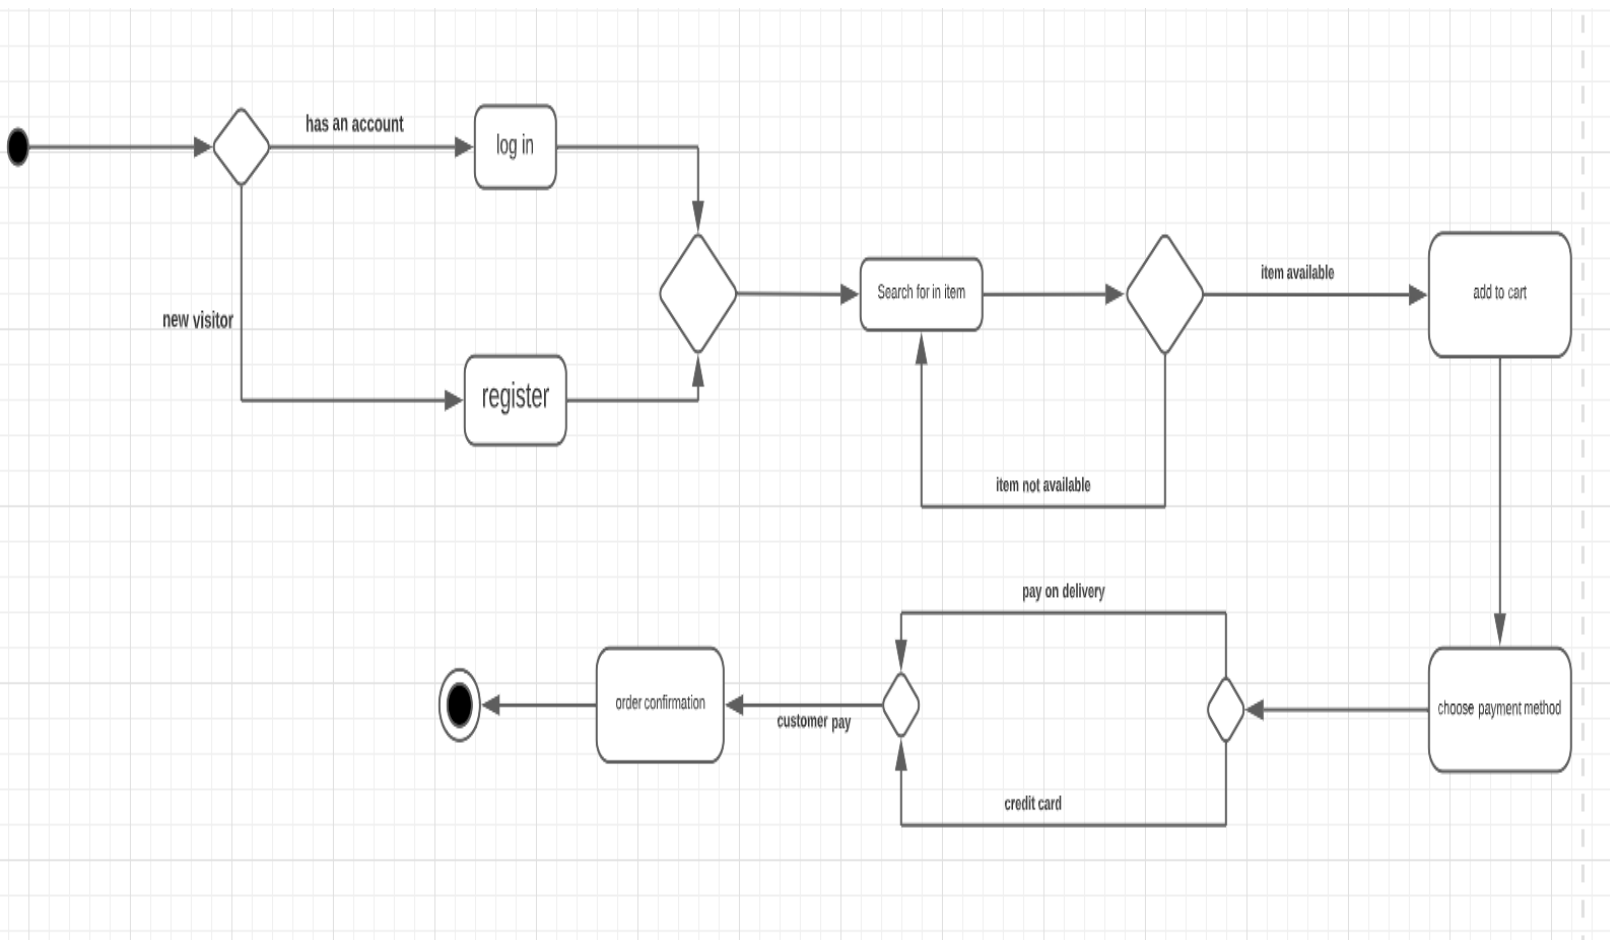 has an account
log in
new visitor
register
Search for in item
item available
add to cart
item not available
pay on delivery
order confirmation
customer pay
choose payment method
credit card